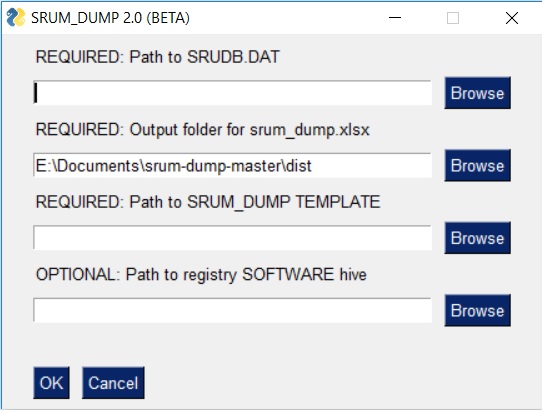 SRUM_DUMP 2.0 (BETA)
REQUIRED: Path to SRUDB.DAT
Browse
REQUIRED: Output folder for srum_dump.xlsx
E:\Documents\srum-dump-master\dist
Browse
REQUIRED: Path to SRUM_DUMP TEMPLATE
Browse
OPTIONAL: Path to registry SOFTWARE hive
Browse
OK Cancel